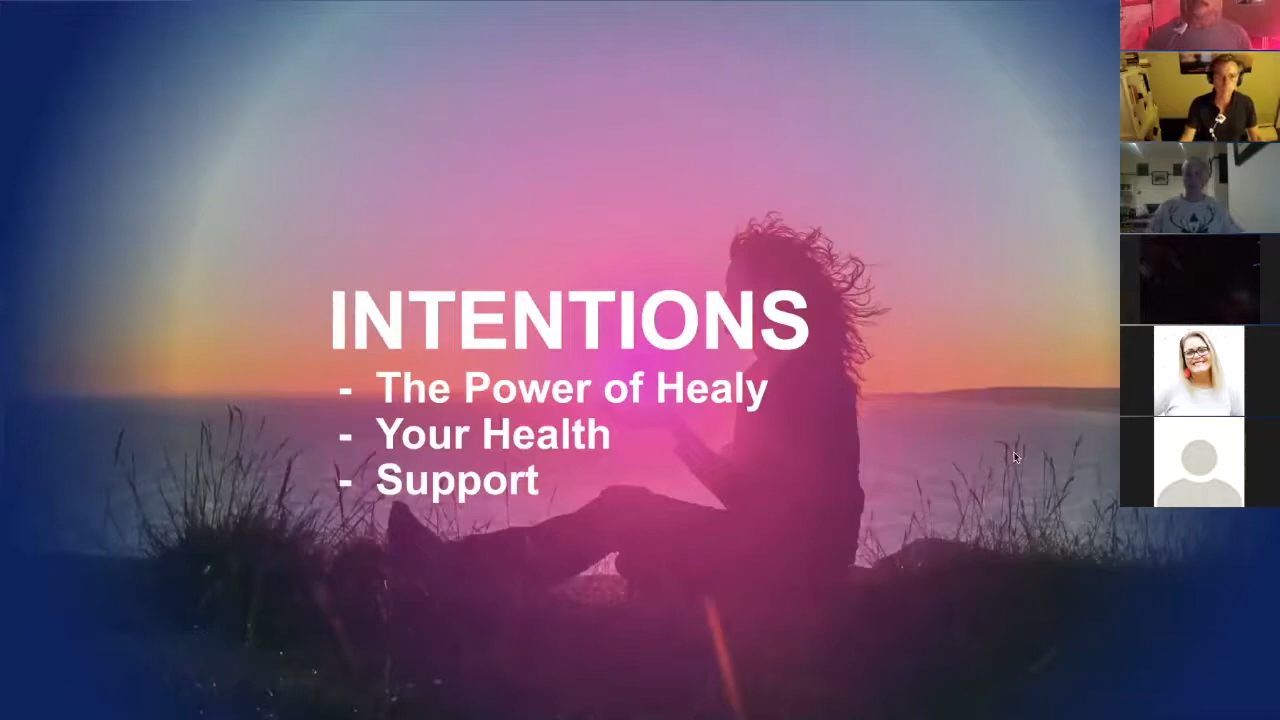 INTENTIONS
- The Power of Healy
- Your Health
- Support